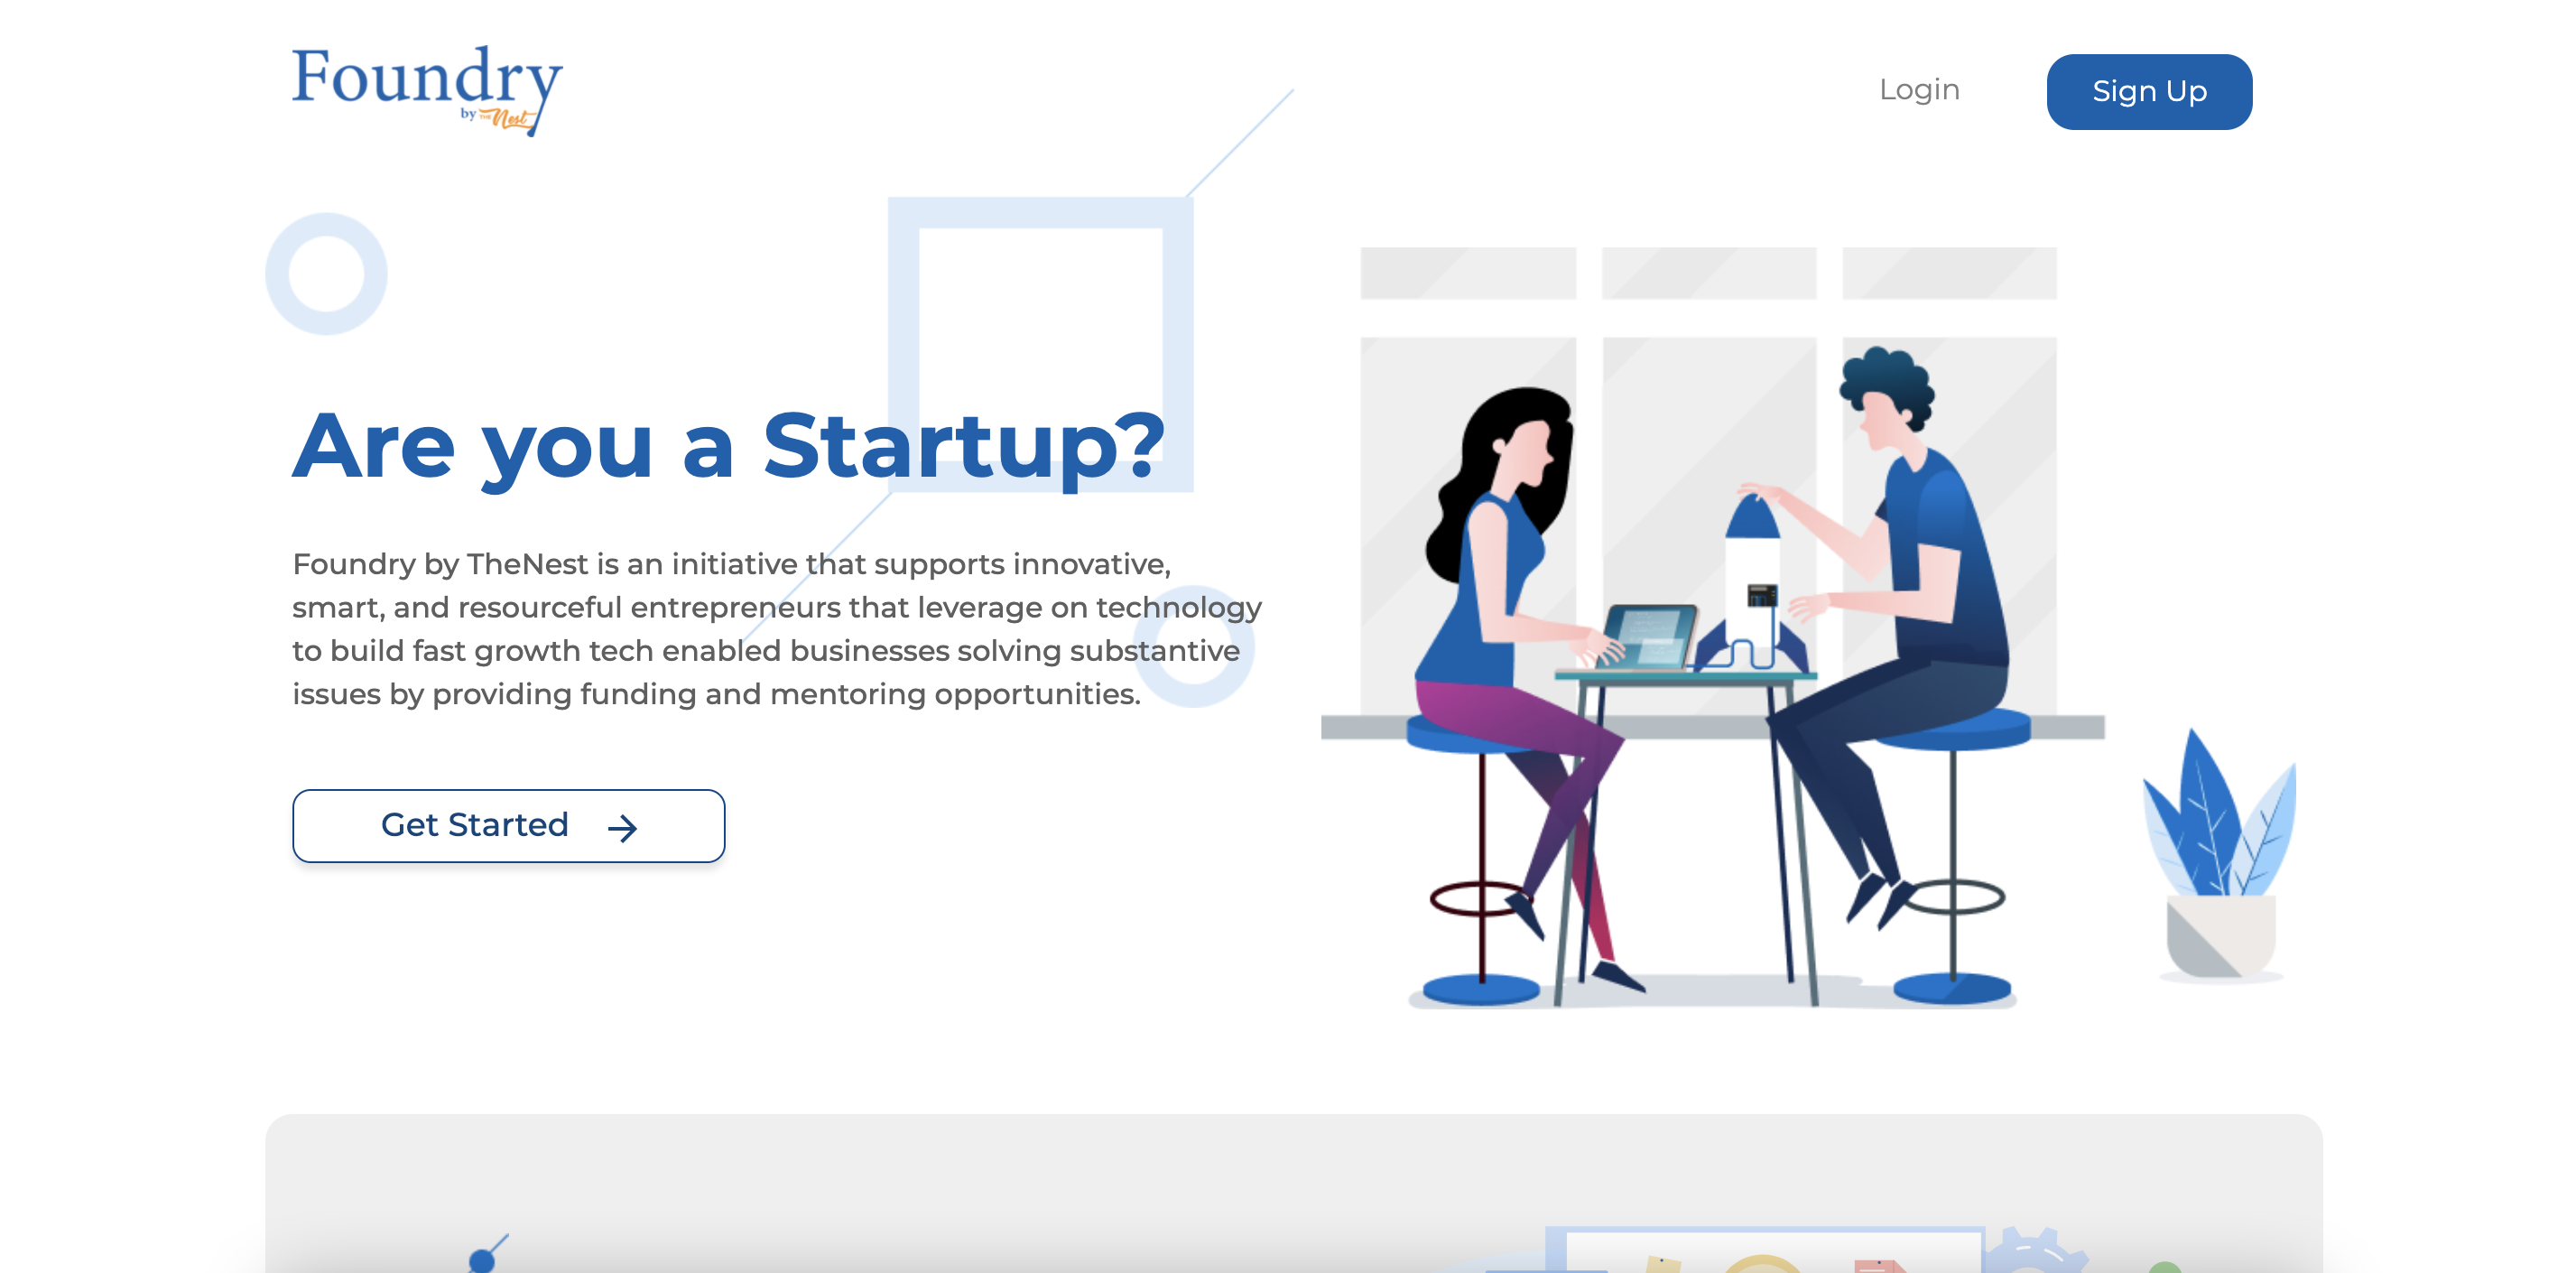 Foundry
by THE Nest
Login
Sign Up
Are you a Startup?
Foundry by TheNest is an initiative that supports innovative,
smart, and resourceful entrepreneurs that leverage on technology
to build fast growth tech enabled businesses solving substantive
issues by providing funding and mentoring opportunities.
Get Started